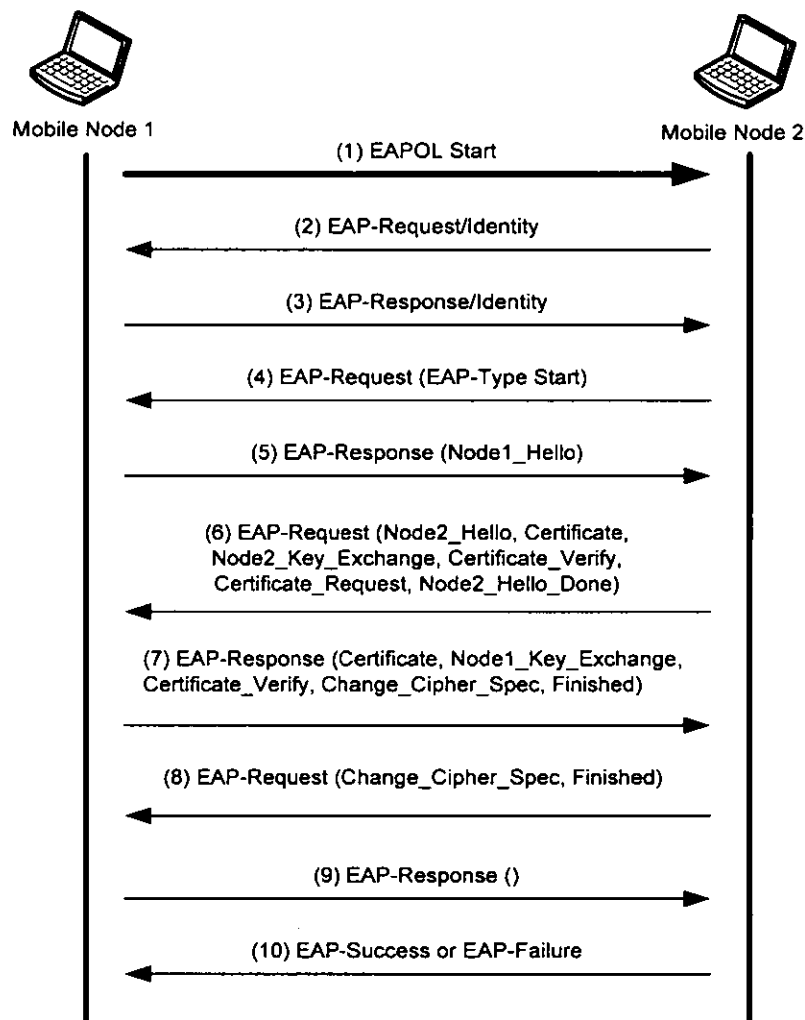 Mobile Node 1
Mobile Node 2
(1) EAPOL Start
(2) EAP-Request/Identity
(3) EAP-Response/Identity
(4) EAP-Request (EAP-Type Start)
(5) EAP-Response (Node1_Hello)
(6) EAP-Request (Node2_Hello, Certificate,
Node2_Key_Exchange, Certificate_Verify,
Certificate_Request, Node2_Hello_Done)
(7) EAP-Response (Certificate, Node1_Key_Exchange,
Certificate_Verify, Change_Cipher_Spec, Finished)
(8) EAP-Request (Change_Cipher_Spec, Finished)
(9) EAP-Response ()
(10) EAP-Success or EAP-Failure